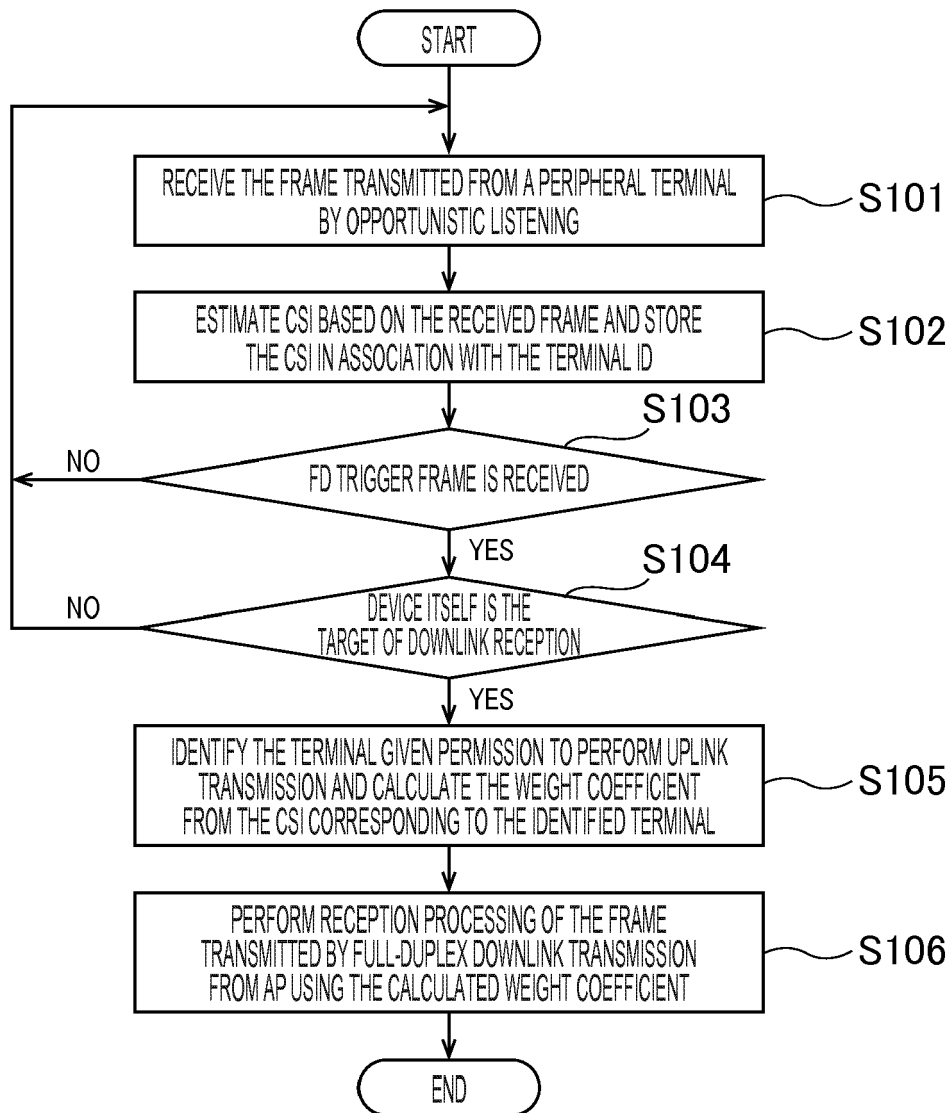 START
RECEIVE THE FRAME TRANSMITTED FROM A PERIPHERAL TERMINAL
BY OPPORTUNISTIC LISTENING
S101
ESTIMATE CSI BASED ON THE RECEIVED FRAME AND STORE
THE CSI IN ASSOCIATION WITH THE TERMINAL ID
S102
S103
NO
FD TRIGGER FRAME IS RECEIVED
YES
S104
NO
DEVICE ITSELF IS THE
TARGET OF DOWNLINK RECEPTION
YES
IDENTIFY THE TERMINAL GIVEN PERMISSION TO PERFORM UPLINK
TRANSMISSION AND CALCULATE THE WEIGHT COEFFICIENT
FROM THE CSI CORRESPONDING TO THE IDENTIFIED TERMINAL
S105
PERFORM RECEPTION PROCESSING OF THE FRAME
TRANSMITTED BY FULL-DUPLEX DOWNLINK TRANSMISSION
FROM AP USING THE CALCULATED WEIGHT COEFFICIENT
S106
END